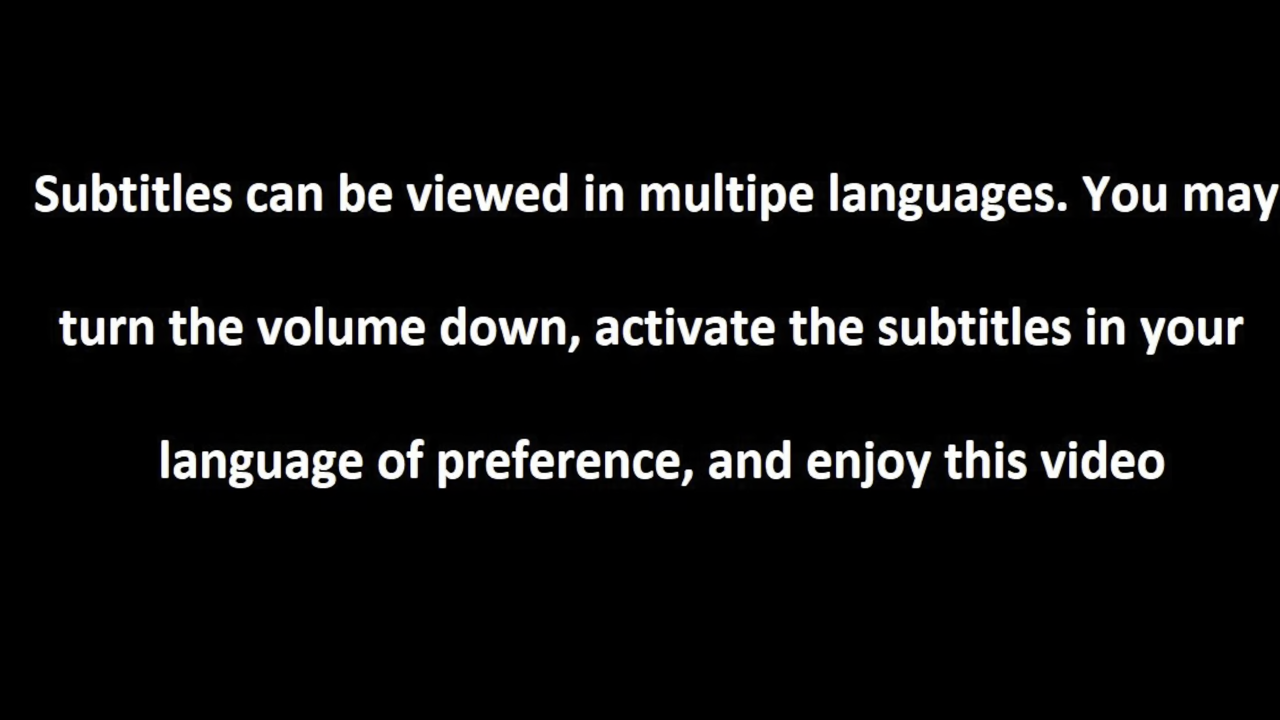 Subtitles can be viewed in multipe languages. You may
turn the volume down, activate the subtitles in your
language of preference, and enjoy this video